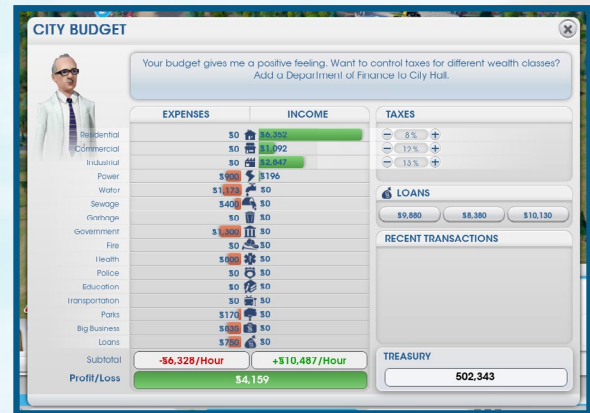 CITY BUDGET
Your budget gives me a positive feeling. Want to control taxes for different wealth classes?
Add a Department of Finance to City Hall.
EXPENSES INCOME
Residential $0 $6,352
Commercial $0 $1,092
Industrial $0 $2,847
Power $900 $196
Water $1,173 $0
Sewage $400 $0
Garbage $0 $0
Government $1,300 $0
Fire $0 $0
Health $800 $0
Police $0 $0
Education $0 $0
Transportation $0 $0
Parks $170 $0
Big Business $835 $0
Loans $750 $0
Subtotal -$6,328/Hour +$10,487/Hour
Profit/Loss $4,159
TAXES
8%
12%
13%
LOANS
$9,880 $8,380 $10,130
RECENT TRANSACTIONS
TREASURY
502,343